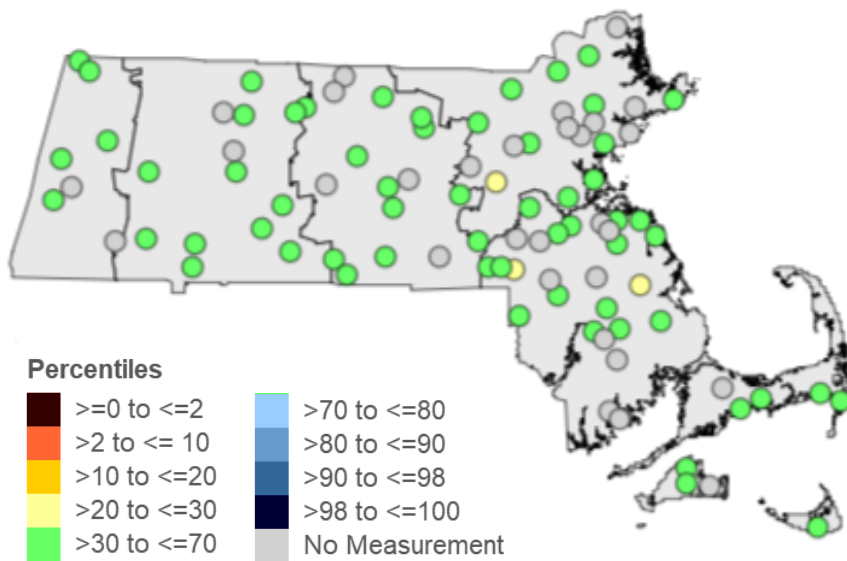 Percentiles
>=0 to <=2
>2 to <= 10
>10 to <=20
>20 to <=30
>30 to <=70
>70 to <=80
>80 to <=90
>90 to <=98
>98 to <=100
No Measurement